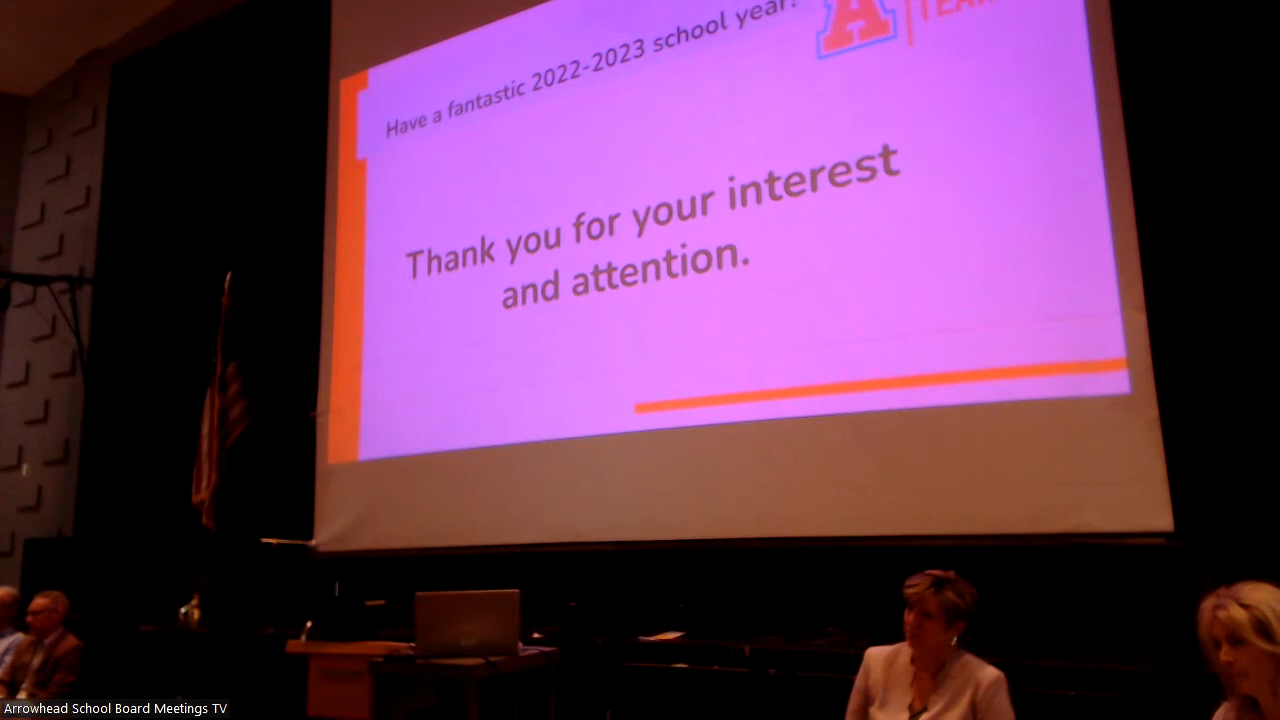 Have a fantastic 2022-2023 school year!
A
Thank you for your interest
and attention.
Arrowhead School Board Meetings TV